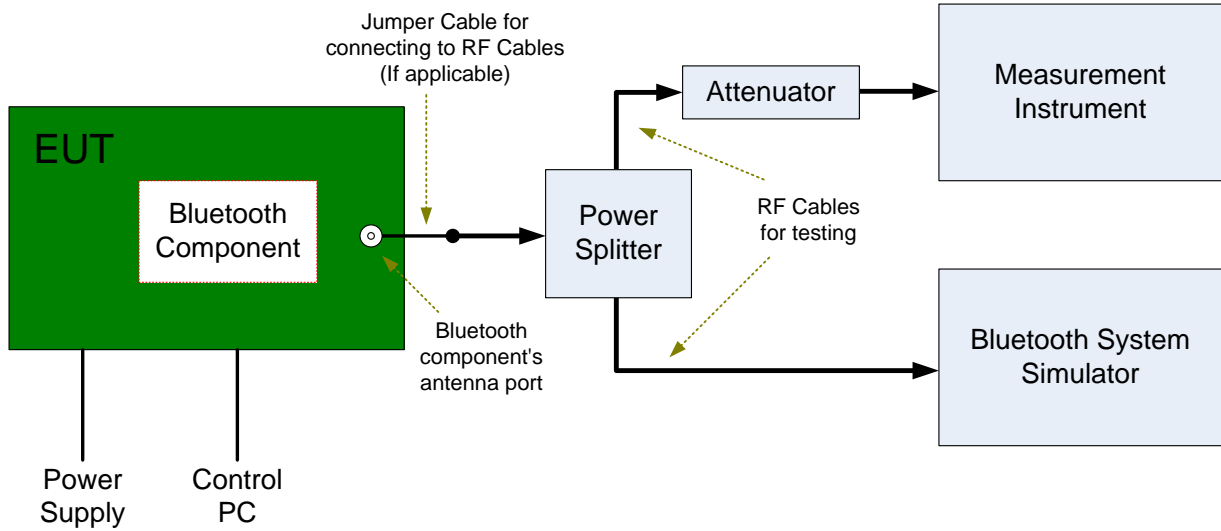 Jumper Cable for
connecting to RF Cables
(If applicable)
EUT
Bluetooth
Component
Bluetooth
component's
antenna port
Power
Supply
Control
PC
Power
Splitter
Attenuator
RF Cables
for testing
Measurement
Instrument
Bluetooth System
Simulator